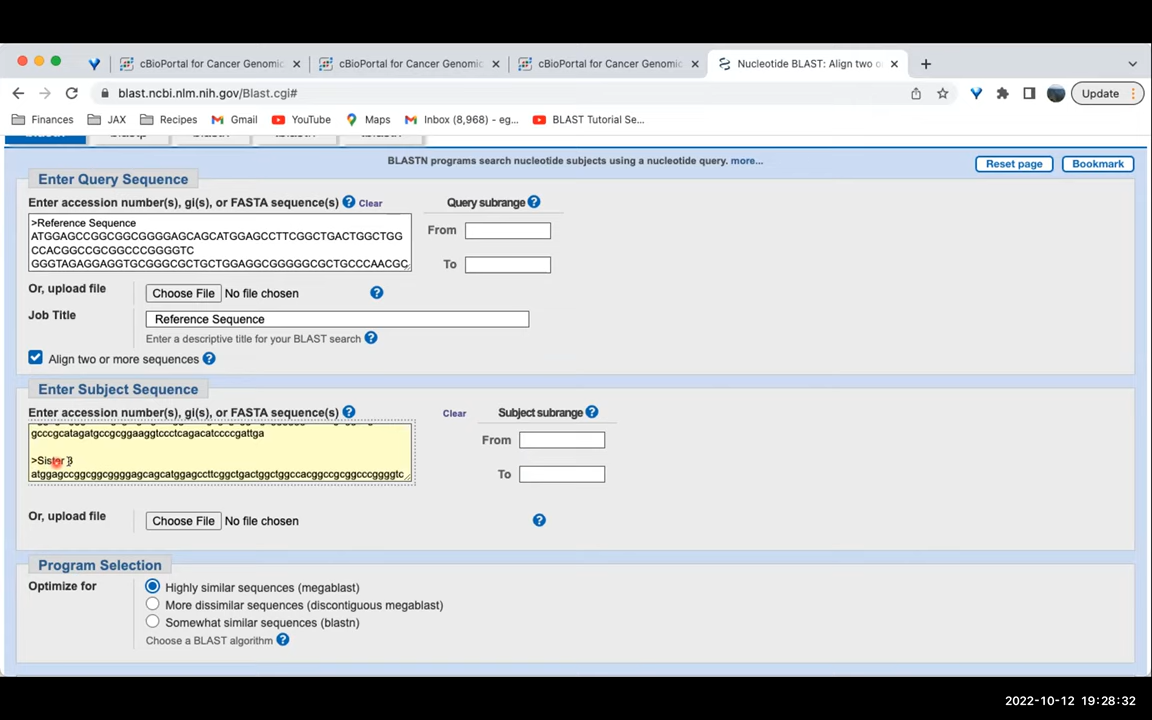 cBioPortal for Cancer Genomic
cBioPortal for Cancer Genomic
cBioPortal for Cancer Genomic
Nucleotide BLAST: Align two o
blast.ncbi.nlm.nih.gov/Blast.cgi#
Update
Finances
JAX
Recipes
Gmail
YouTube
Maps
Inbox (8,968) - eg...
BLAST Tutorial Se...
BLASTN programs search nucleotide subjects using a nucleotide query. more...
Reset page
Bookmark
Enter Query Sequence
Enter accession number(s), gi(s), or FASTA sequence(s) ? Clear
Query subrange ?
>Reference Sequence
ATGGAGCCGGCGGCGGGGAGCAGCATGGAGCCTTCGGCTGACTGGCTGG
CCACGGCCGCGGCCCGGGGTC
GGGTAGAGGAGGTGCGGGCGCTGCTGGAGGCGGGGGCGCTGCCCAACGC
From
To
Or, upload file
Choose File No file chosen
?
Job Title
Reference Sequence
Enter a descriptive title for your BLAST search ?
Align two or more sequences ?
Enter Subject Sequence
Enter accession number(s), gi(s), or FASTA sequence(s) ?
Clear
Subject subrange ?
gcccgcatagatgccgcggaaggtccctcagacatccccgattga
>Sister 3
atggagccggcggcggggagcagcatggagccttcggctgactggctggccacggccgcggcccggggtc
From
To
Or, upload file
Choose File No file chosen
?
Program Selection
Optimize for
Highly similar sequences (megablast)
More dissimilar sequences (discontiguous megablast)
Somewhat similar sequences (blastn)
Choose a BLAST algorithm ?
2022-10-12 19:28:32